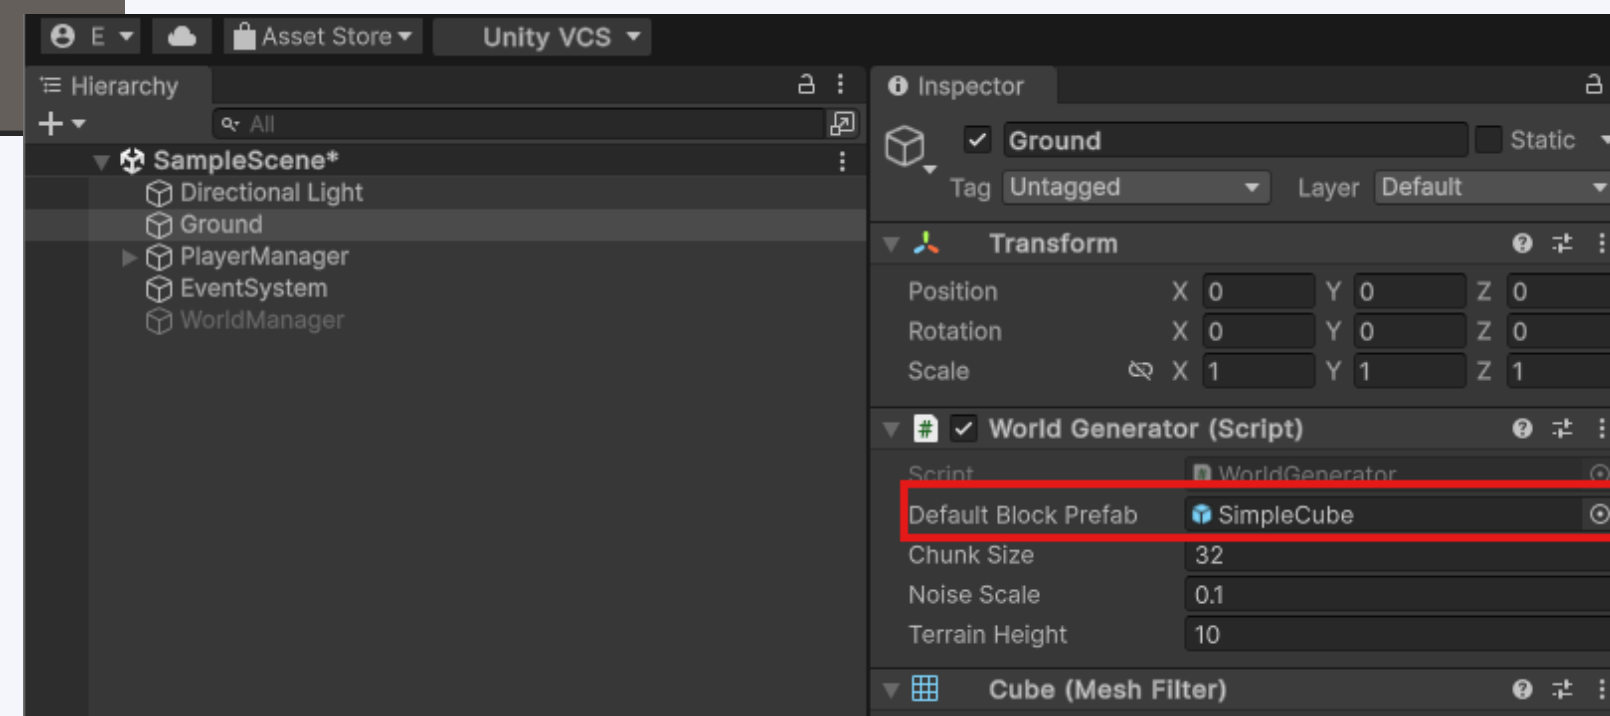 E Asset Store Unity VCS
Hierarchy
All
SampleScene*
Directional Light
Ground
PlayerManager
EventSystem
WorldManager
Inspector
Ground Static
Tag Untagged Layer Default
Transform
Position X 0 Y 0 Z 0
Rotation X 0 Y 0 Z 0
Scale X 1 Y 1 Z 1
# World Generator (Script)
Script # WorldGenerator
Default Block Prefab SimpleCube
Chunk Size 32
Noise Scale 0.1
Terrain Height 10
Cube (Mesh Filter)